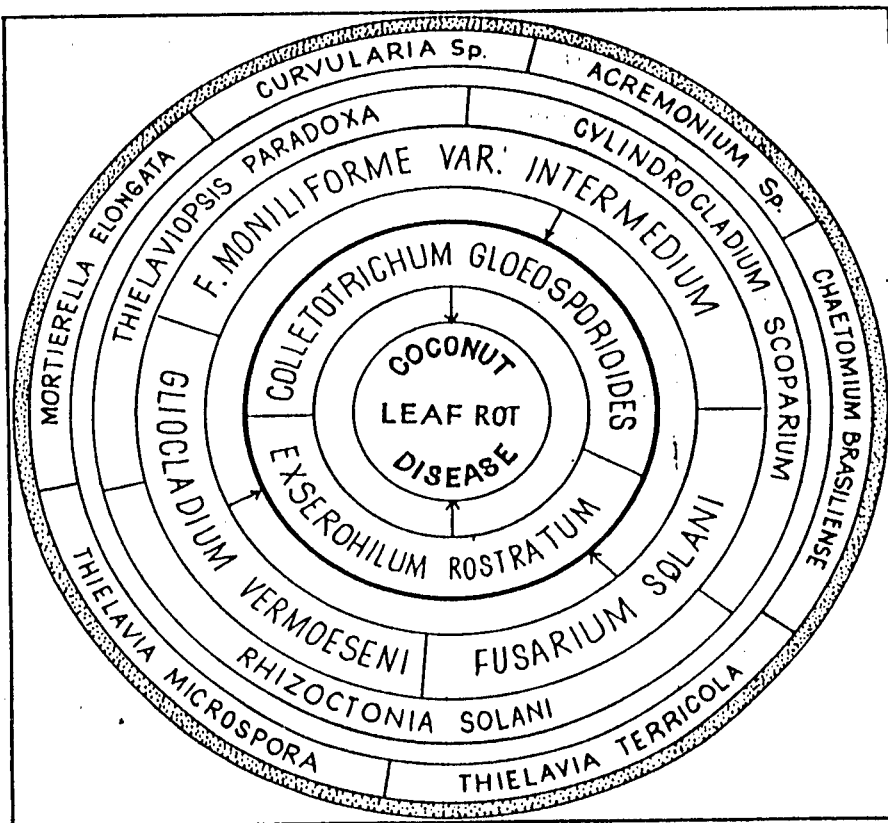 CURVULARIA Sp.
ACREMONIUM Sp.
CHAETOMIUM BRASILIENSE
THIELAVIA TERRICOLA
THIELAVIA MICROSPORA
MORTIERELLA ELONGATA
THIELAVIOPSIS PARADOXA
CYLINDROCLADIUM SCOPARIUM
RHIZOCTONIA SOLANI
F. MONILIFORME VAR. INTERMEDIUM
FUSARIUM SOLANI
GLIOCLADIUM VERMOESENI
COLLETOTRICHUM GLOEOSPORIOIDES
EXSEROHILUM ROSTRATUM
COCONUT
LEAF ROT
DISEASE